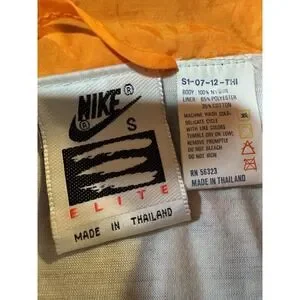 NIKE®
®
S
ELITE
MADE IN THAILAND
S1-07-12-THI
BODY 100% NYLON
LINER 65% POLYESTER
35% COTTON
MACHINE WASH COLD
DELICATE CYCLE
WITH LIKE COLORS
TUMBLE DRY ON LOW
REMOVE PROMPTLY
DO NOT BLEACH
DO NOT IRON
RN 56323
MADE IN THAILAND